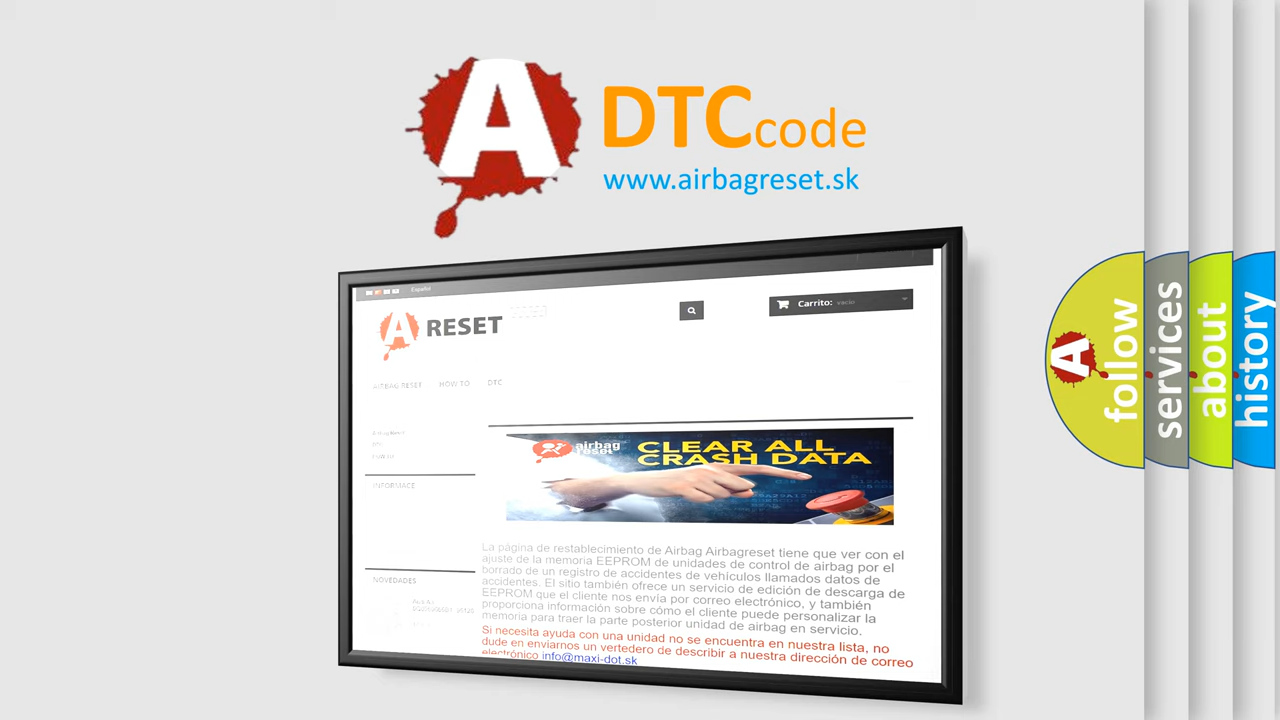 A DTCcode
www.airbagreset.sk
Español
A RESET
Carrito: vacío
AIRBAG RESET HOW TO DTC
airbag
reset
CLEAR ALL
CRASH DATA
INFORMACE
NOVEDADES
La página de restablecimiento de Airbag Airbagreset tiene que ver con el
ajuste de la memoria EEPROM de unidades de control de airbag por el
borrado de un registro de accidentes de vehículos llamados datos de
accidentes. El sitio también ofrece un servicio de edición de descarga de
EEPROM que el cliente nos envía por correo electrónico, y también
proporciona información sobre cómo el cliente puede personalizar la
memoria para traer la parte posterior unidad de airbag en servicio.
Si necesita ayuda con una unidad no se encuentra en nuestra lista, no
dude en enviarnos un vertedero de describir a nuestra dirección de correo
electrónico info@maxi-dot.sk
A
follow
services
about
history